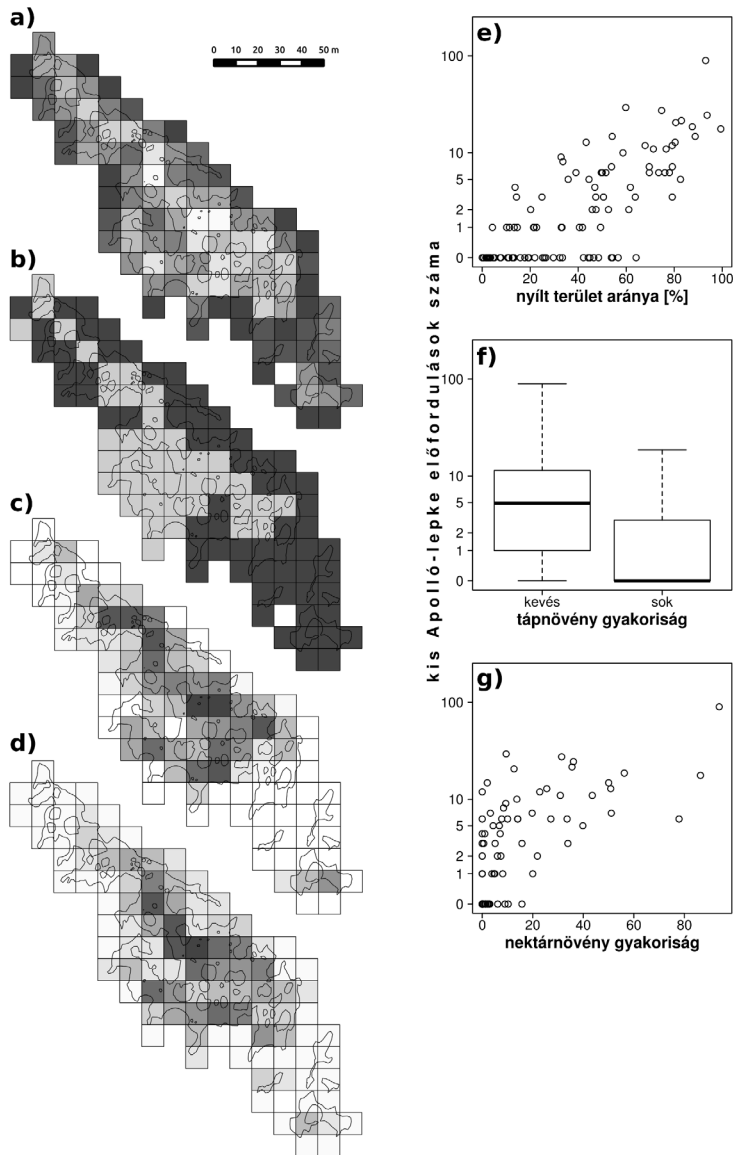 a)
0 10 20 30 40 50 m
b)
c)
d)
kis Apolló-lepke előfordulások száma
e)
100
10
5
2
1
0
0 20 40 60 80 100
nyílt terület aránya [%]
f)
100
10
5
2
1
0
kevés sok
tápnövény gyakoriság
g)
100
10
5
2
1
0
0 20 40 60 80
nektárnövény gyakoriság